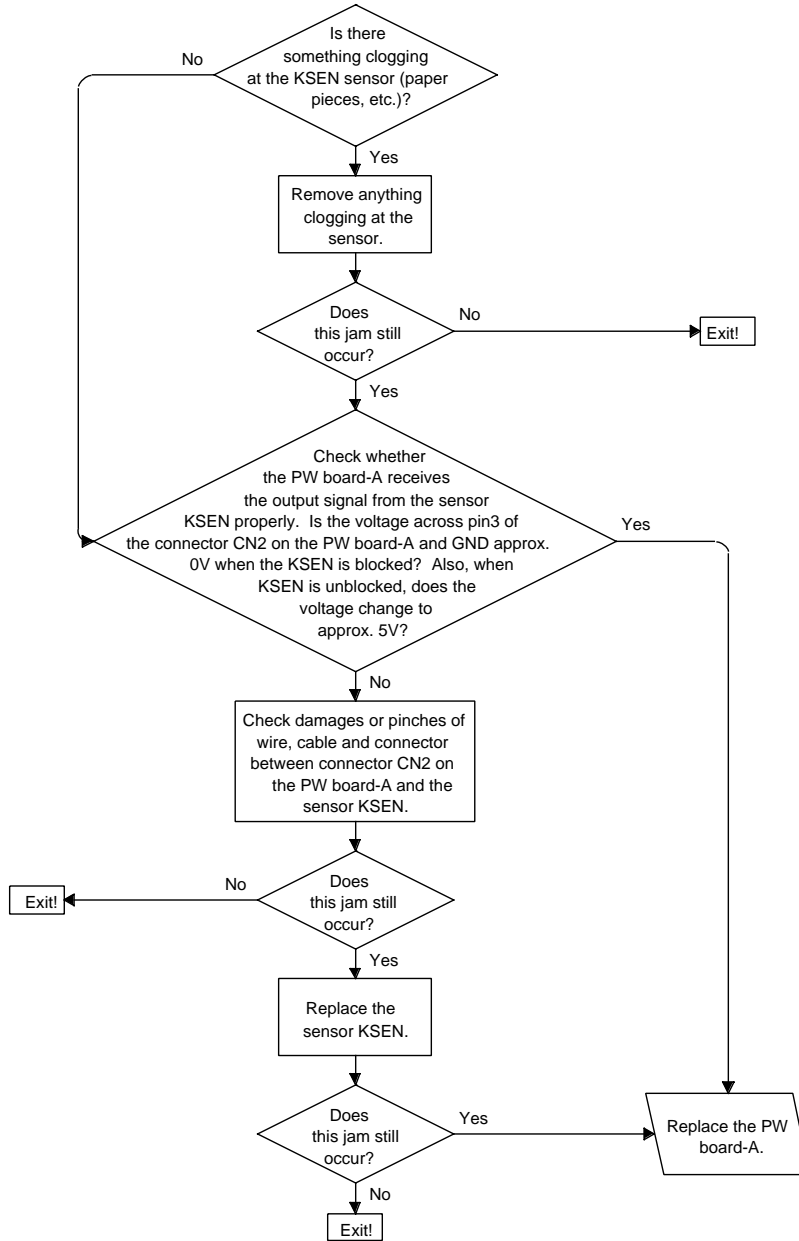 Is there
something clogging
at the KSEN sensor (paper
pieces, etc.)?
No
Yes
Remove anything
clogging at the
sensor.
Does
this jam still
occur?
No
Exit!
Yes
Check whether
the PW board-A receives
the output signal from the sensor
KSEN properly. Is the voltage across pin3 of
the connector CN2 on the PW board-A and GND approx.
0V when the KSEN is blocked? Also, when
KSEN is unblocked, does the
voltage change to
approx. 5V?
Yes
No
Check damages or pinches of
wire, cable and connector
between connector CN2 on
the PW board-A and the
sensor KSEN.
Does
this jam still
occur?
No
Exit!
Yes
Replace the
sensor KSEN.
Does
this jam still
occur?
Yes
Replace the PW
board-A.
No
Exit!